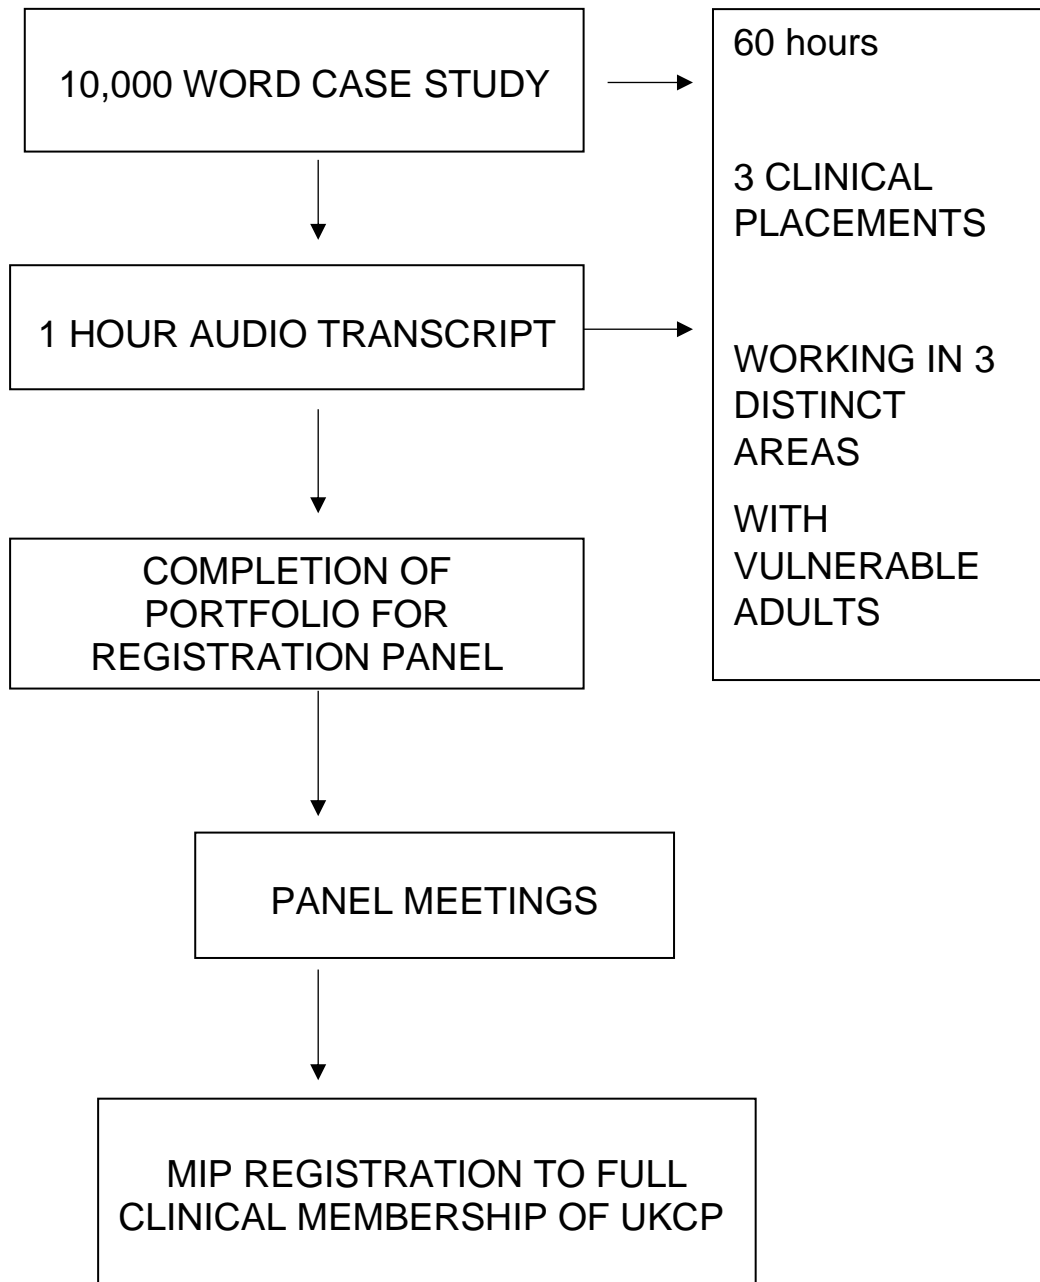 10,000 WORD CASE STUDY
1 HOUR AUDIO TRANSCRIPT
COMPLETION OF
PORTFOLIO FOR
REGISTRATION PANEL
PANEL MEETINGS
MIP REGISTRATION TO FULL
CLINICAL MEMBERSHIP OF UKCP
60 hours
3 CLINICAL
PLACEMENTS
WORKING IN 3
DISTINCT
AREAS
WITH
VULNERABLE
ADULTS